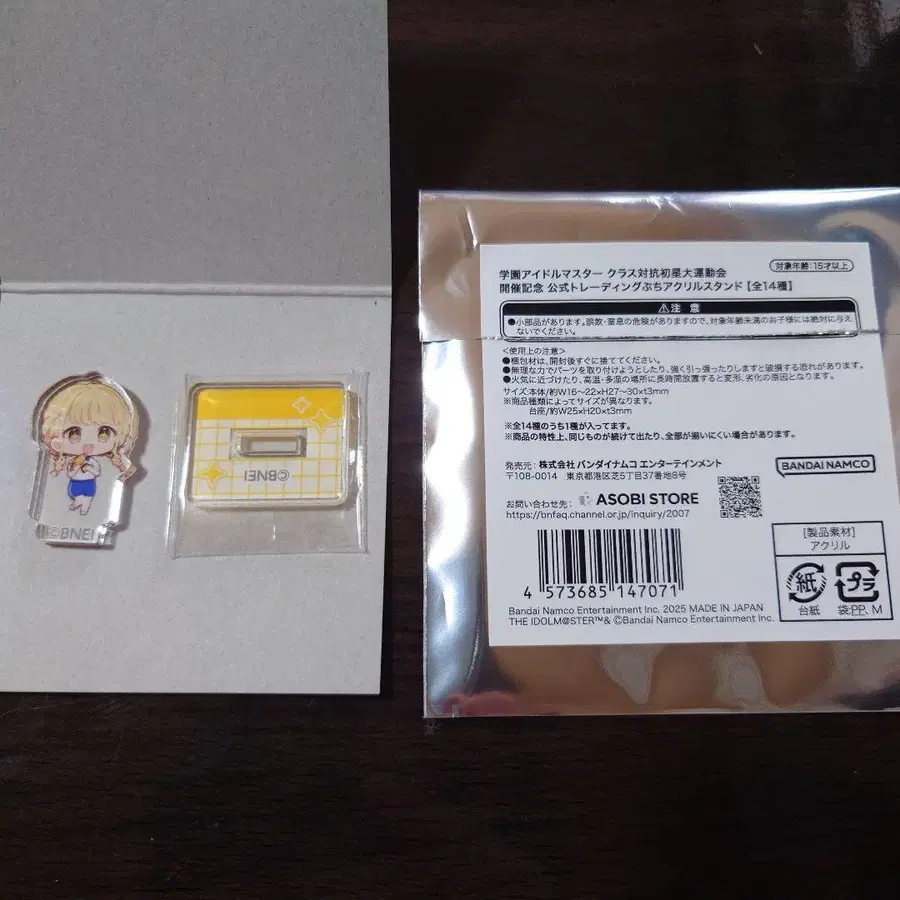 ©BNEI
©BNEI
学園アイドルマスター クラス対抗初星大運動会
開催記念 公式トレーディングぷちアクリルスタンド【全14種】
対象年齢:15才以上
⚠注 意
●小部品があります。誤飲・窒息の危険がありますので、対象年齢未満のお子様には絶対に与え
ないでください。
<使用上の注意>
●梱包材は、開封後すぐに捨ててください。
●無理な力でパーツを取り付けようとしたり、強く引っ張ったりしますと破損する恐れがあります。
●火気に近づけたり、高温・多湿の場所に長時間放置すると変形、劣化の原因となります。
サイズ:本体/約W16~22×H27~30×t3mm
※商品種類によってサイズが異なります。
台座/約W25×H20×t3mm
※全14種のうち1種が入ってます。
※商品の特性上、同じものが続けて出たり、全部が揃いにくい場合があります。
発売元: 株式会社 バンダイナムコ エンターテインメント
〒108-0014 東京都港区芝5丁目37番地8号
BANDAI NAMCO
お問い合わせ先: ASOBI STORE
https://bnfaq.channel.or.jp/inquiry/2007
4 573685 147071
[製品素材]
アクリル
紙
台紙
プラ
袋:PP、M
Bandai Namco Entertainment Inc. 2025 MADE IN JAPAN
THE IDOLM@STER™& ©Bandai Namco Entertainment Inc.